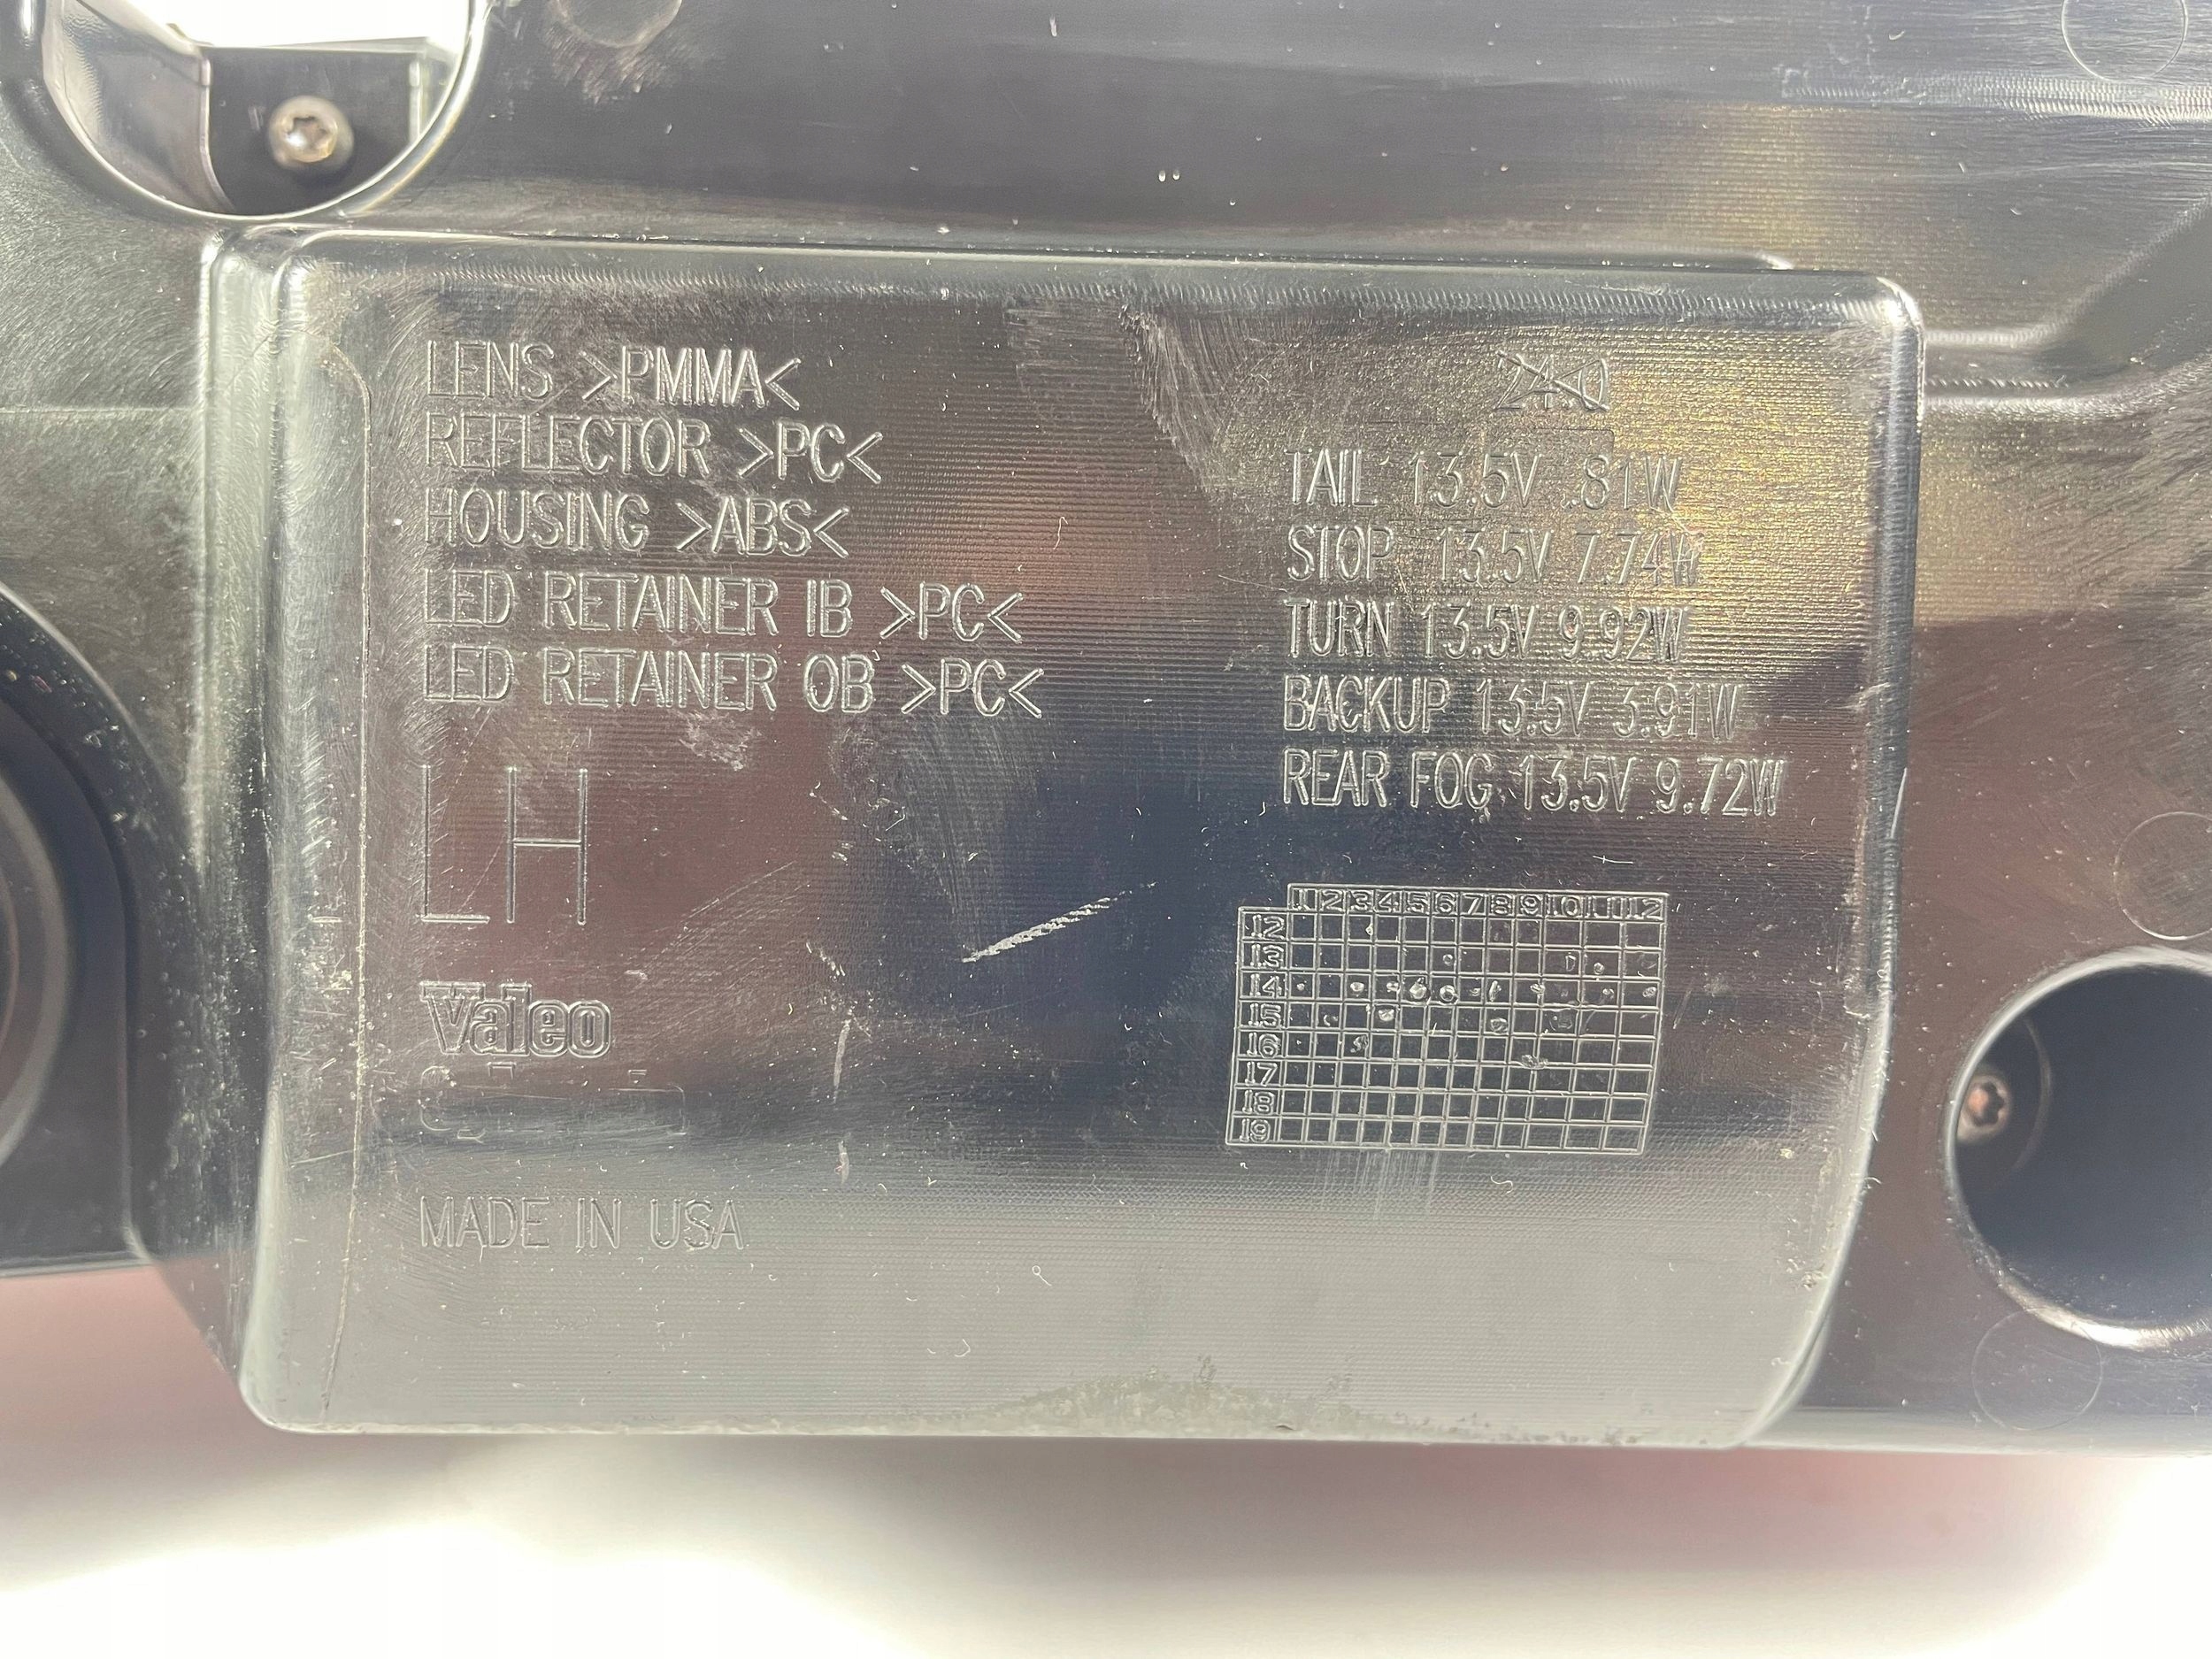 LENS >PMMA<
REFLECTOR >PC<
HOUSING >ABS<
LED RETAINER IB >PC<
LED RETAINER OB >PC<
LH
Valeo
MADE IN USA
TAIL 13.5V .81W
STOP 13.5V 7.74W
TURN 13.5V 9.92W
BACKUP 13.5V 3.91W
REAR FOG 13.5V 9.72W
1 2 3 4 5 6 7 8 9 10 11 12
12
13
14
15
16
17
18
19